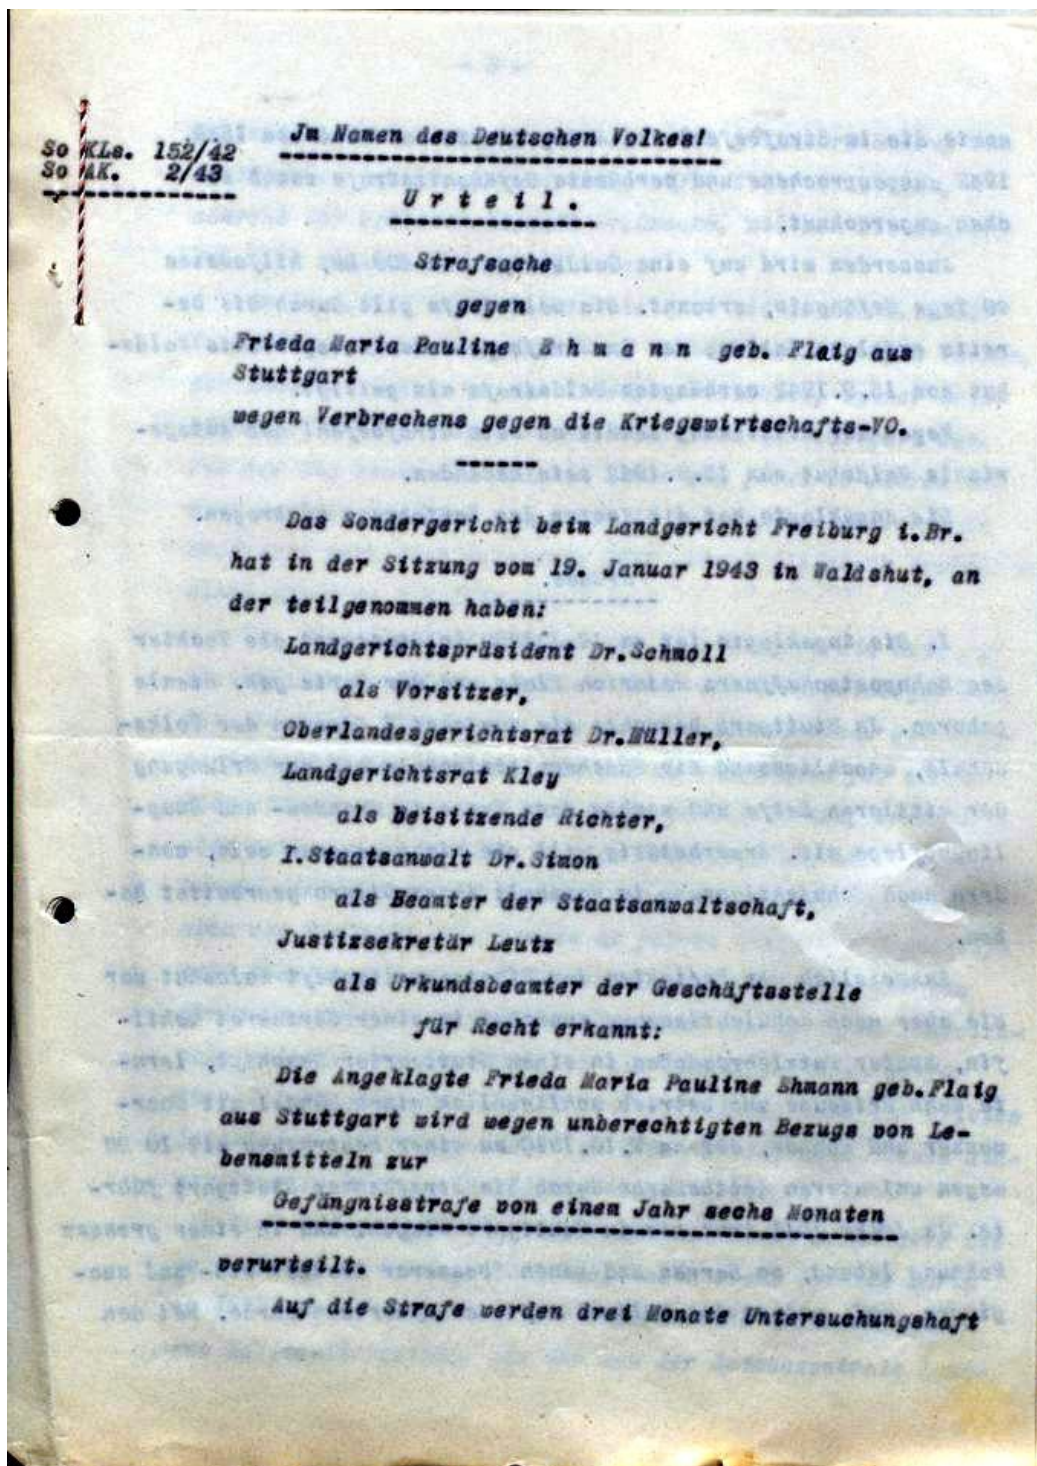 Jm Namen des Deutschen Volkes!
So KLs. 152/42
So AK. 2/43
Urteil.
Strafsache
gegen
Frieda Maria Pauline Ehmann geb. Flaig aus
Stuttgart
wegen Verbrechens gegen die Kriegswirtschafts-VO.
Das Sondergericht beim Landgericht Freiburg i.Br.
hat in der Sitzung vom 19. Januar 1943 in Waldshut, an
der teilgenommen haben:
Landgerichtspräsident Dr.Schmoll
als Vorsitzer,
Oberlandesgerichtsrat Dr.Müller,
Landgerichtsrat Kley
als beisitzende Richter,
I.Staatsanwalt Dr.Simon
als Beamter der Staatsanwaltschaft,
Justizsekretär Leutz
als Urkundsbeamter der Geschäftsstelle
für Recht erkannt:
Die Angeklagte Frieda Maria Pauline Ehmann geb.Flaig
aus Stuttgart wird wegen unberechtigten Bezugs von Le-
bensmitteln zur
Gefängnisstrafe von einem Jahr sechs Monaten
verurteilt.
Auf die Strafe werden drei Monate Untersuchungshaft